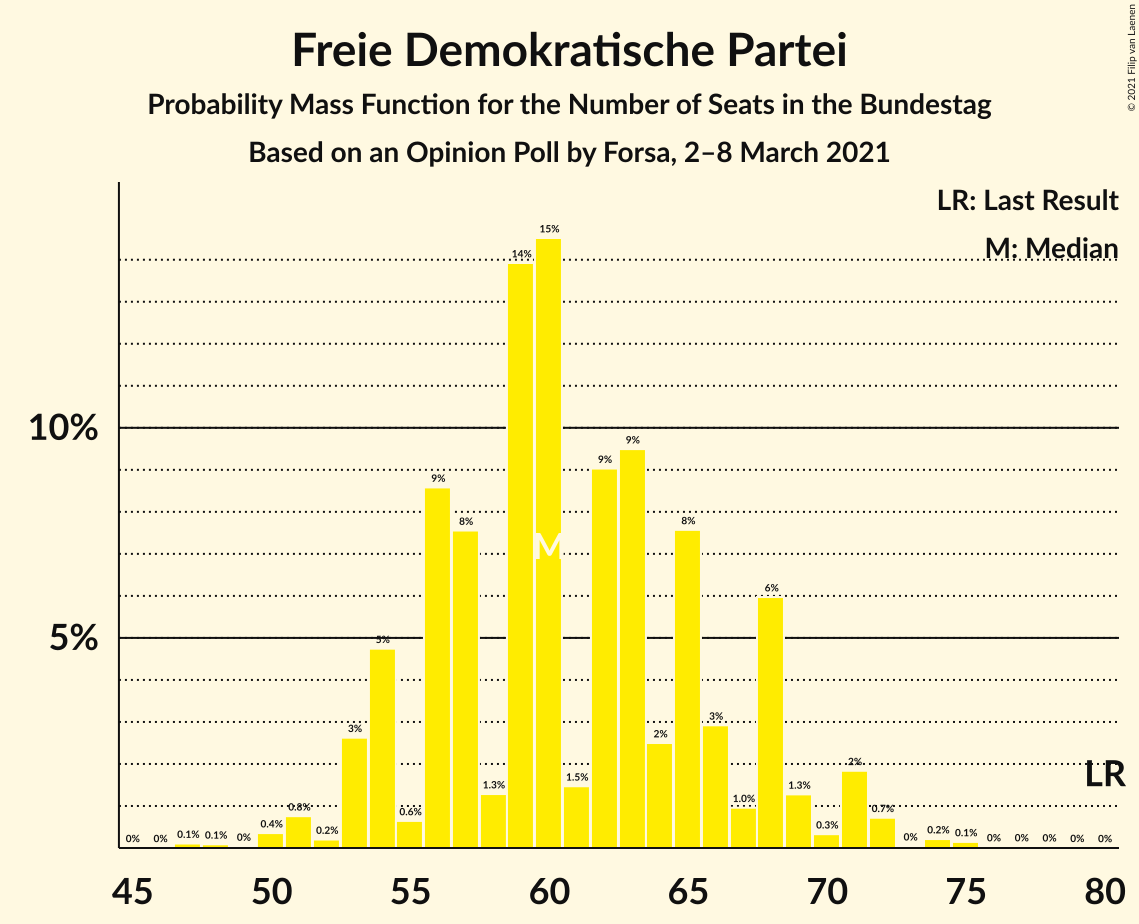 © 2021 Filip van Laenen
Freie Demokratische Partei
Probability Mass Function for the Number of Seats in the Bundestag
Based on an Opinion Poll by Forsa, 2–8 March 2021
LR: Last Result
M: Median
10%
5%
0% 0% 0.1% 0.1% 0% 0.4% 0.8% 0.2% 3% 5% 0.6% 9% 8% 1.3% 14% 15% 1.5% 9% 9% 2% 8% 3% 1.0% 6% 1.3% 0.3% 2% 0.7% 0% 0.2% 0.1% 0% 0% 0% 0% 0%
M
LR
45 50 55 60 65 70 75 80